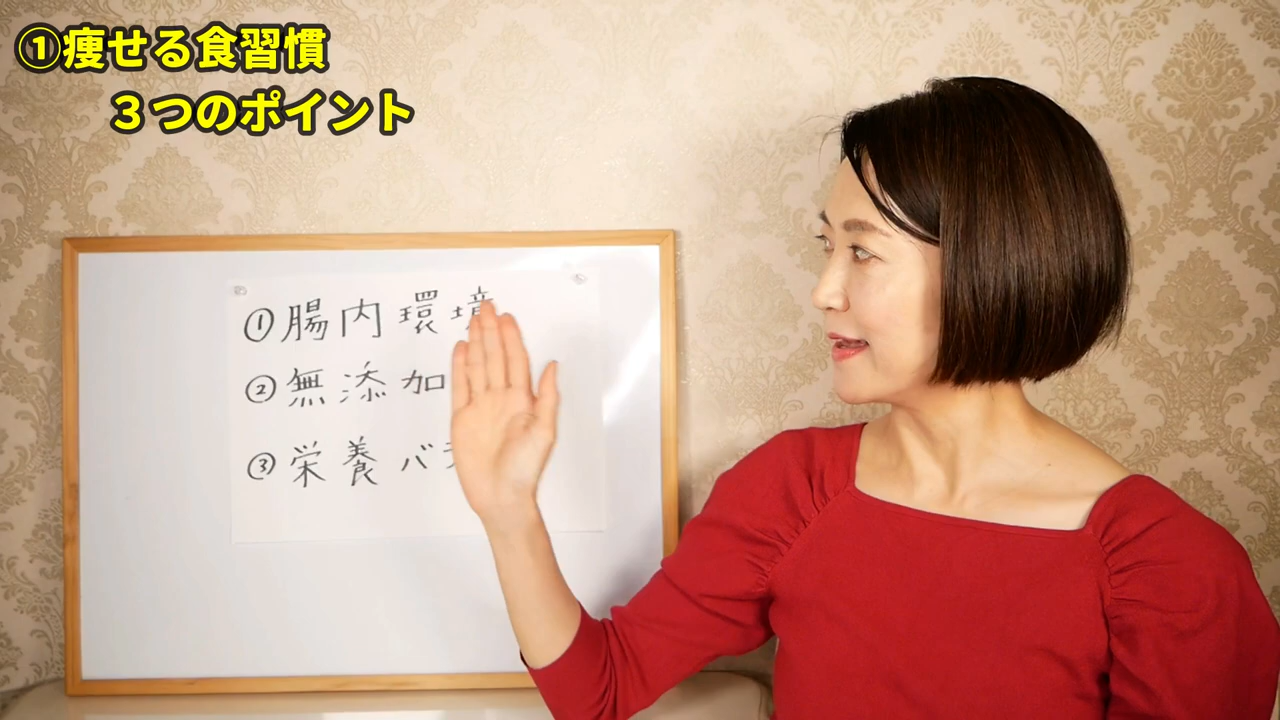 ①痩せる食習慣
３つのポイント
①腸内環境
②無添加
③栄養バ